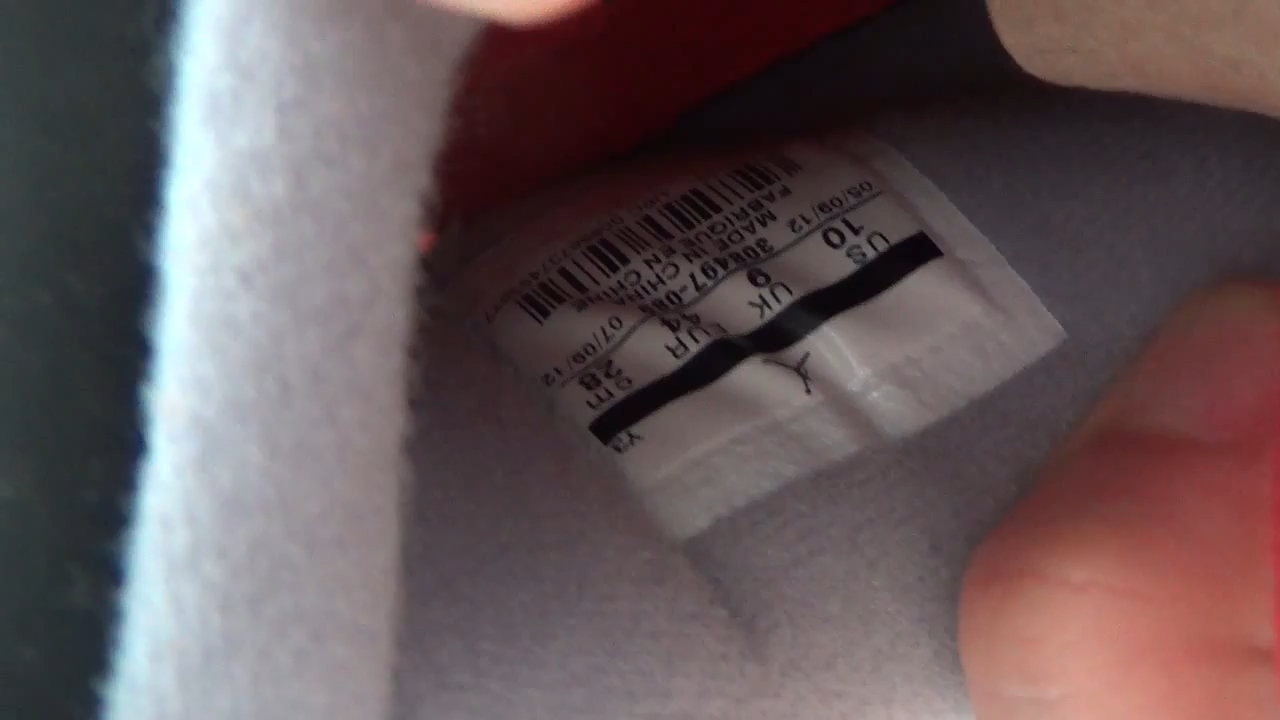 Y3
US UK EUR cm
10 9 44 28
05/09/12 07/09/12
MADE IN CHINA
FABRIQUE EN CHINE